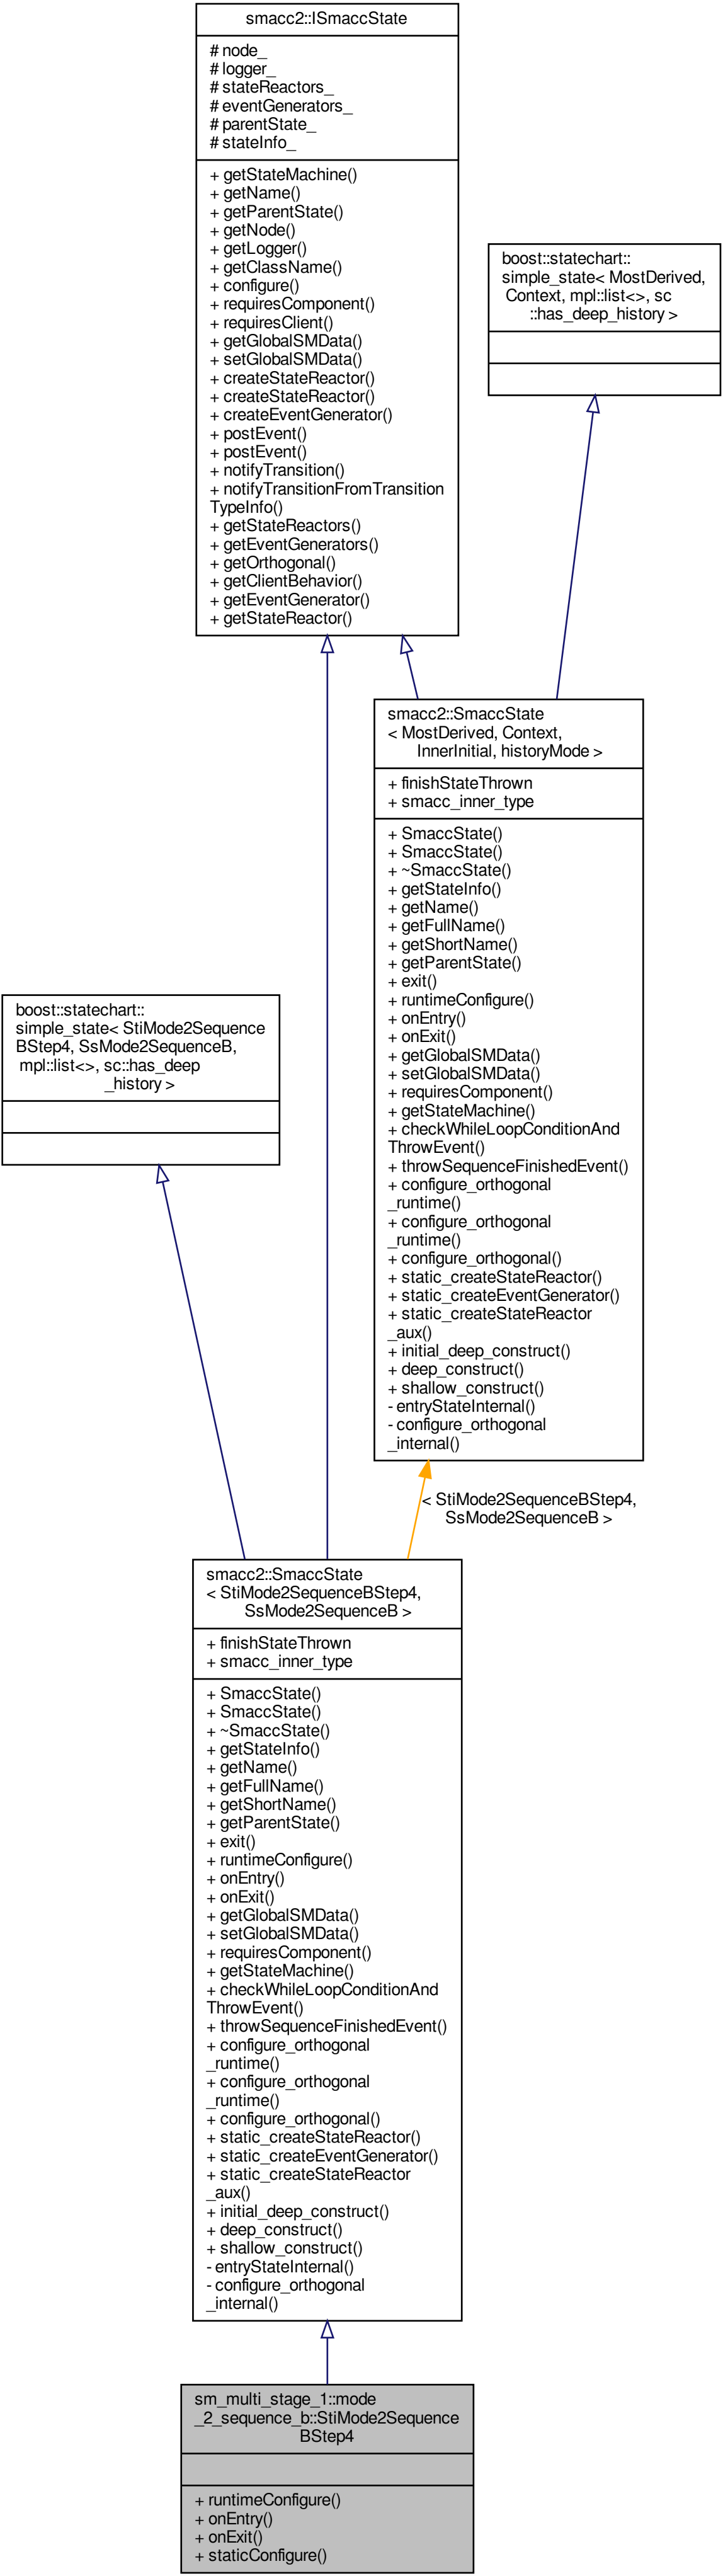 smacc2::ISmaccState
# node_
# logger_
# stateReactors_
# eventGenerators_
# parentState_
# stateInfo_
+ getStateMachine()
+ getName()
+ getParentState()
+ getNode()
+ getLogger()
+ getClassName()
+ configure()
+ requiresComponent()
+ requiresClient()
+ getGlobalSMData()
+ setGlobalSMData()
+ createStateReactor()
+ createStateReactor()
+ createEventGenerator()
+ postEvent()
+ postEvent()
+ notifyTransition()
+ notifyTransitionFromTransition
TypeInfo()
+ getStateReactors()
+ getEventGenerators()
+ getOrthogonal()
+ getClientBehavior()
+ getEventGenerator()
+ getStateReactor()
boost::statechart::
simple_state< MostDerived,
Context, mpl::list<>, sc
::has_deep_history >
smacc2::SmaccState
< MostDerived, Context,
InnerInitial, historyMode >
+ finishStateThrown
+ smacc_inner_type
+ SmaccState()
+ SmaccState()
+ ~SmaccState()
+ getStateInfo()
+ getName()
+ getFullName()
+ getShortName()
+ getParentState()
+ exit()
+ runtimeConfigure()
+ onEntry()
+ onExit()
+ getGlobalSMData()
+ setGlobalSMData()
+ requiresComponent()
+ getStateMachine()
+ checkWhileLoopConditionAnd
ThrowEvent()
+ throwSequenceFinishedEvent()
+ configure_orthogonal
_runtime()
+ configure_orthogonal
_runtime()
+ configure_orthogonal()
+ static_createStateReactor()
+ static_createEventGenerator()
+ static_createStateReactor
_aux()
+ initial_deep_construct()
+ deep_construct()
+ shallow_construct()
- entryStateInternal()
- configure_orthogonal
_internal()
boost::statechart::
simple_state< StiMode2Sequence
BStep4, SsMode2SequenceB,
mpl::list<>, sc::has_deep
_history >
< StiMode2SequenceBStep4,
SsMode2SequenceB >
smacc2::SmaccState
< StiMode2SequenceBStep4,
SsMode2SequenceB >
+ finishStateThrown
+ smacc_inner_type
+ SmaccState()
+ SmaccState()
+ ~SmaccState()
+ getStateInfo()
+ getName()
+ getFullName()
+ getShortName()
+ getParentState()
+ exit()
+ runtimeConfigure()
+ onEntry()
+ onExit()
+ getGlobalSMData()
+ setGlobalSMData()
+ requiresComponent()
+ getStateMachine()
+ checkWhileLoopConditionAnd
ThrowEvent()
+ throwSequenceFinishedEvent()
+ configure_orthogonal
_runtime()
+ configure_orthogonal
_runtime()
+ configure_orthogonal()
+ static_createStateReactor()
+ static_createEventGenerator()
+ static_createStateReactor
_aux()
+ initial_deep_construct()
+ deep_construct()
+ shallow_construct()
- entryStateInternal()
- configure_orthogonal
_internal()
sm_multi_stage_1::mode
_2_sequence_b::StiMode2Sequence
BStep4
+ runtimeConfigure()
+ onEntry()
+ onExit()
+ staticConfigure()